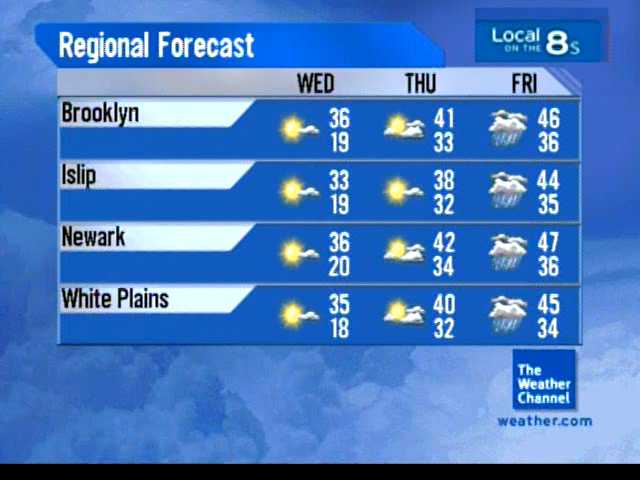 Regional Forecast
Local
ON THE 8s
WED THU FRI
Brooklyn
36 41 46
19 33 36
Islip
33 38 44
19 32 35
Newark
36 42 47
20 34 36
White Plains
35 40 45
18 32 34
The
Weather
Channel
weather.com